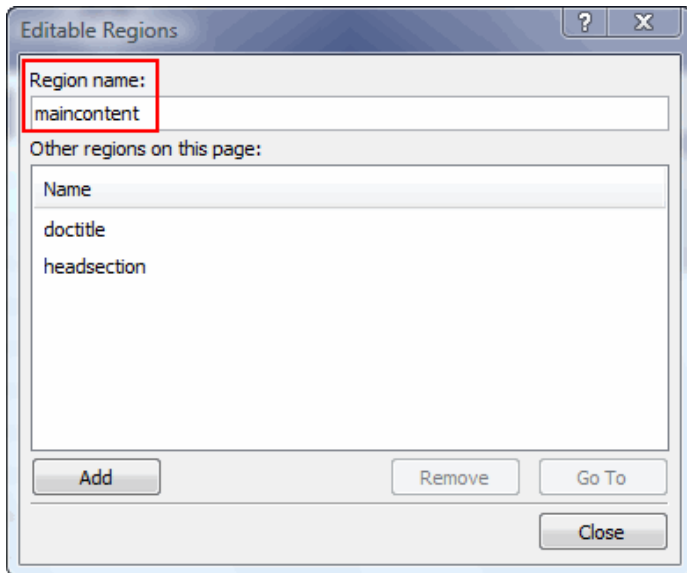 Editable Regions
?
X
Region name:
maincontent
Other regions on this page:
Name
doctitle
headsection
Add Remove Go To
Close